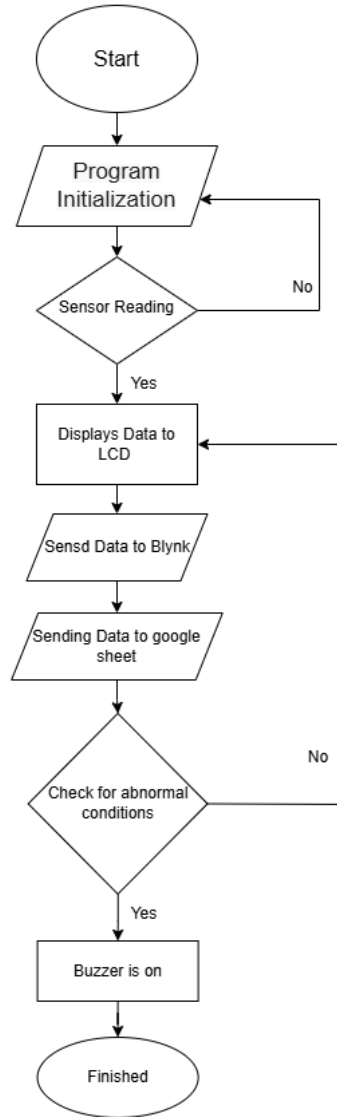 Start
Program
Initialization
Sensor Reading
No
Yes
Displays Data to
LCD
Sensd Data to Blynk
Sending Data to google
sheet
Check for abnormal
conditions
No
Yes
Buzzer is on
Finished